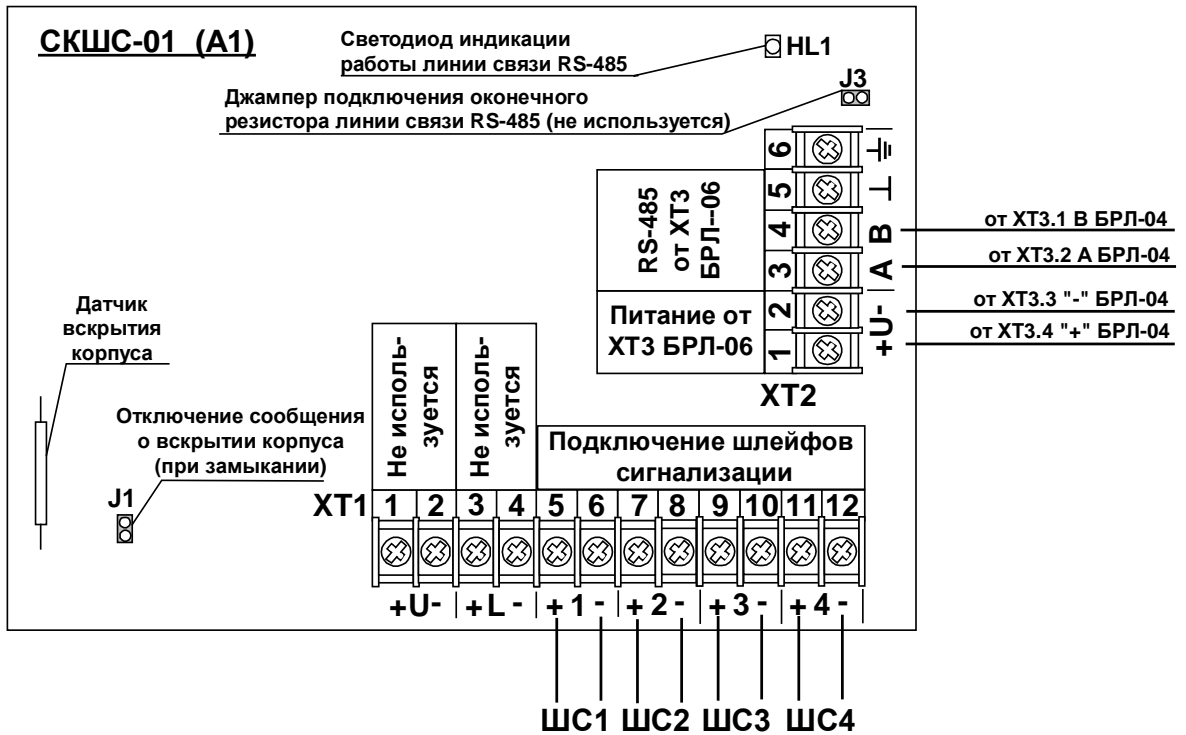 СКШС-01 (А1)
Светодиод индикации
работы линии связи RS-485
HL1
J3
Джампер подключения оконечного
резистора линии связи RS-485 (не используется)
6
5
4
3
2
1
RS-485
от ХТ3
БРЛ--06
Питание от
ХТ3 БРЛ-06
B
A
+U-
ХТ2
от ХТ3.1 В БРЛ-04
от ХТ3.2 А БРЛ-04
от ХТ3.3 "-" БРЛ-04
от ХТ3.4 "+" БРЛ-04
Датчик
вскрытия
корпуса
Отключение сообщения
о вскрытии корпуса
(при замыкании)
J1
Не исполь-
зуется
Не исполь-
зуется
Подключение шлейфов
сигнализации
ХТ1 1 2 3 4 5 6 7 8 9 10 11 12
+U- +L - + 1 - + 2 - + 3 - + 4 -
ШС1 ШС2 ШС3 ШС4